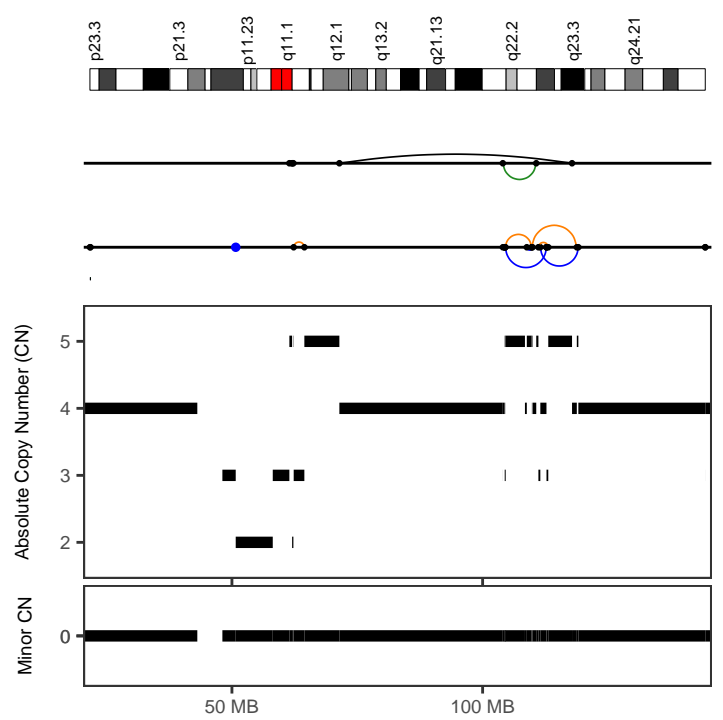 p23.3
p21.3
p11.23
q11.1
q12.1
q13.2
q21.13
q22.2
q23.3
q24.21
Absolute Copy Number (CN)
5
4
3
2
Minor CN
0
50 MB
100 MB